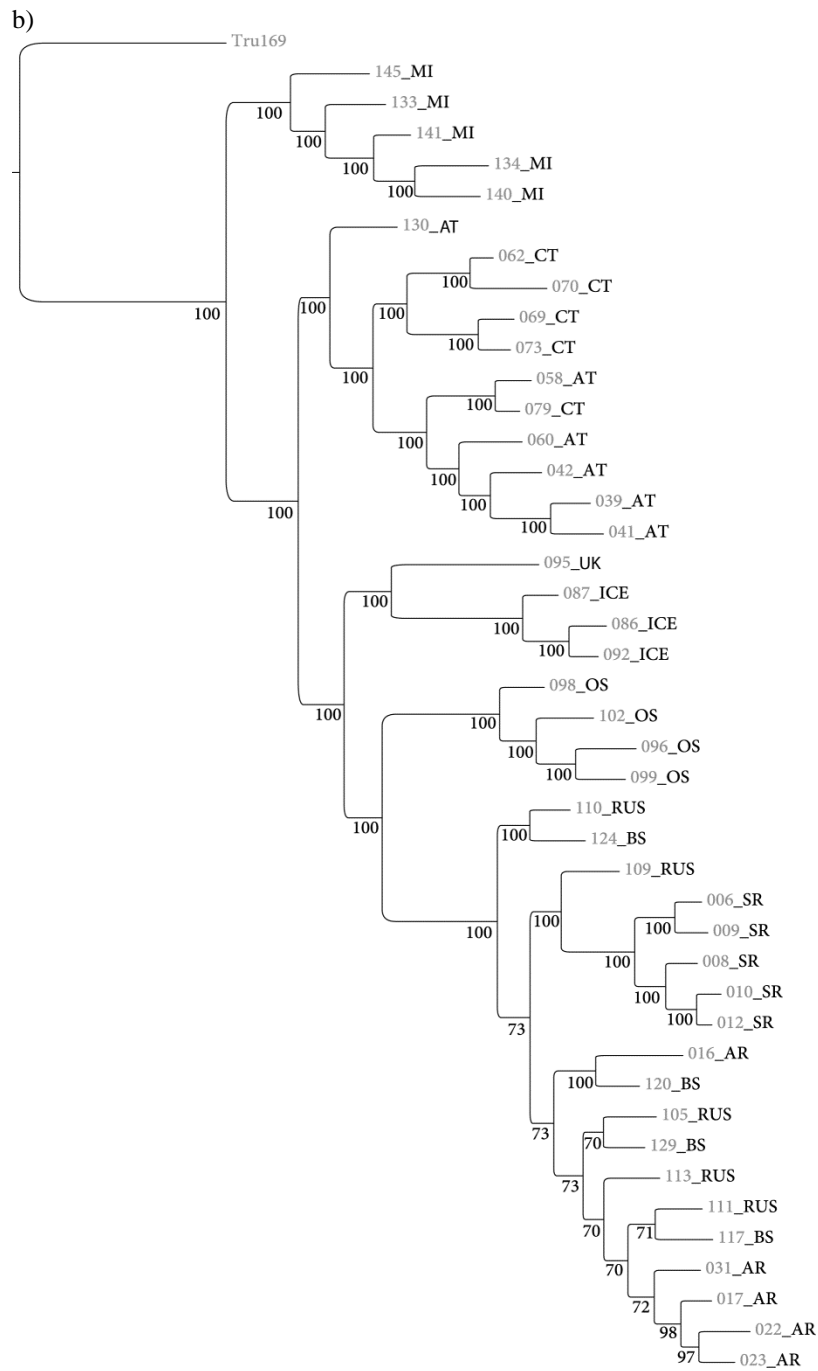 b)
Tru169
145_MI
133_MI
100
141_MI
100
134_MI
100
140_MI
100
130_AT
062_CT
070_CT
100
069_CT
100
100
073_CT
100
100
058_AT
079_CT
100
060_AT
100
042_AT
100
039_AT
100
100
041_AT
100
095_UK
087_ICE
100
086_ICE
100
092_ICE
100
098_OS
100
102_OS
100
096_OS
100
099_OS
100
110_RUS
100
124_BS
100
109_RUS
006_SR
100
009_SR
100
100
008_SR
100
010_SR
100
012_SR
100
73
016_AR
100
120_BS
105_RUS
73
129_BS
70
113_RUS
73
111_RUS
70
117_BS
71
031_AR
70
017_AR
72
022_AR
98
023_AR
97